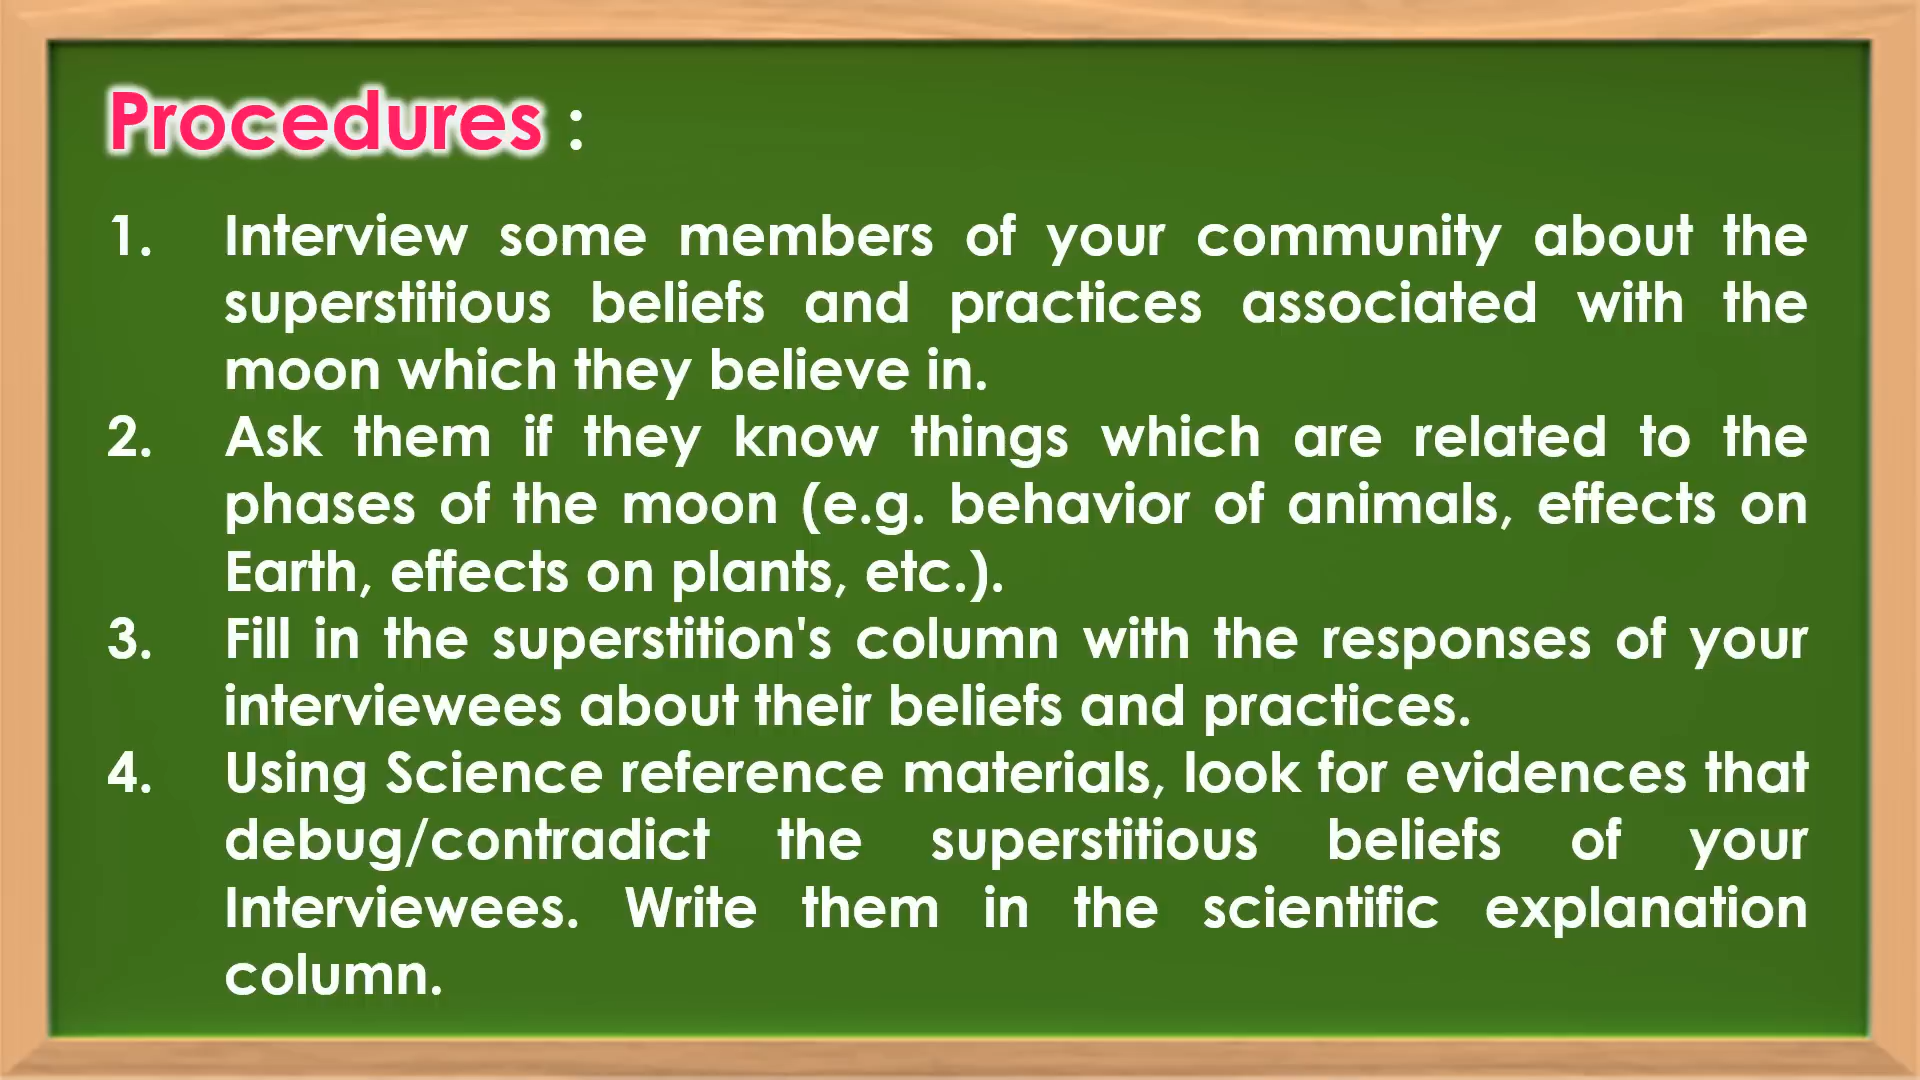 Procedures :
1. Interview some members of your community about the
superstitious beliefs and practices associated with the
moon which they believe in.
2. Ask them if they know things which are related to the
phases of the moon (e.g. behavior of animals, effects on
Earth, effects on plants, etc.).
3. Fill in the superstition's column with the responses of your
interviewees about their beliefs and practices.
4. Using Science reference materials, look for evidences that
debug/contradict the superstitious beliefs of your
Interviewees. Write them in the scientific explanation
column.